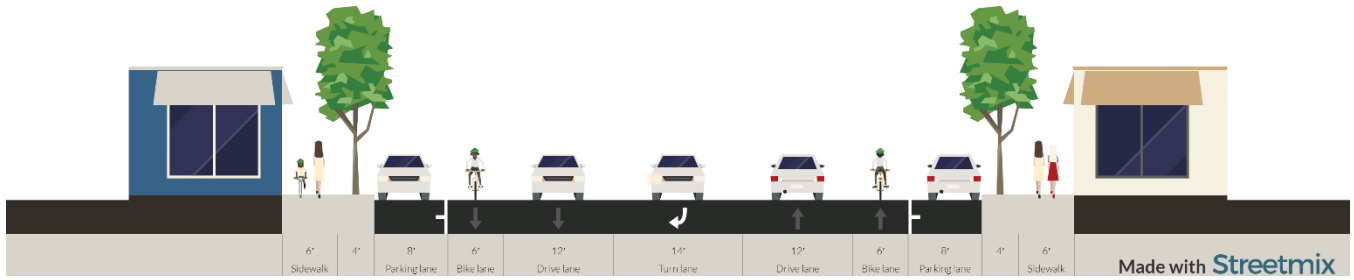 6' 4' 8' 6' 12' 14' 12' 6' 8' 4' 6'
Sidewalk Parking lane Bike lane Drive lane Turn lane Drive lane Bike lane Parking lane Sidewalk
Made with Streetmix